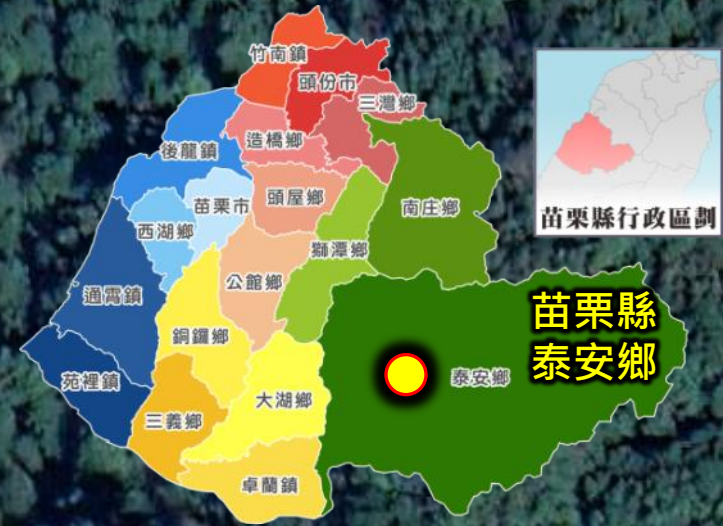 竹南鎮
頭份市
三灣鄉
造橋鄉
後龍鎮
頭屋鄉
苗栗市
南庄鄉
西湖鄉
獅潭鄉
公館鄉
通霄鎮
銅鑼鄉
苑裡鎮
三義鄉
大湖鄉
泰安鄉
卓蘭鎮
苗栗縣
泰安鄉
苗栗縣行政區劃